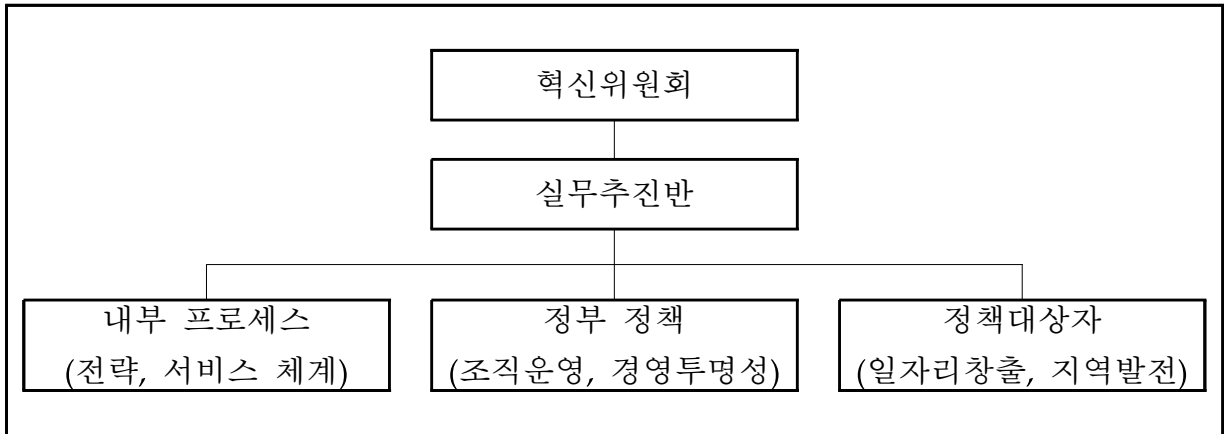 혁신위원회
실무추진반
내부 프로세스
(전략, 서비스 체계)
정부 정책
(조직운영, 경영투명성)
정책대상자
(일자리창출, 지역발전)